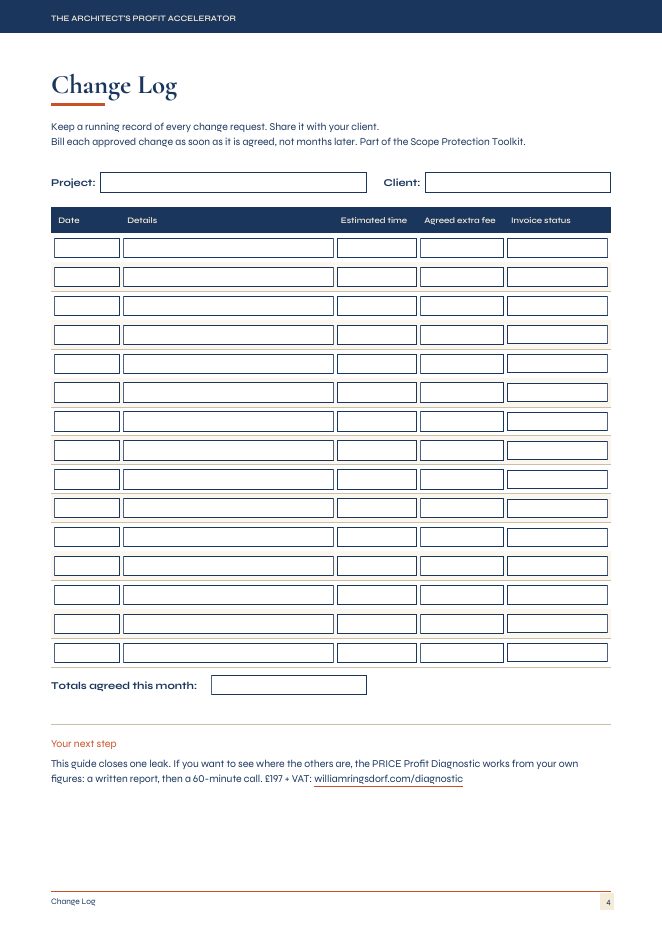 THE ARCHITECT'S PROFIT ACCELERATOR
Change Log
Keep a running record of every change request. Share it with your client.
Bill each approved change as soon as it is agreed, not months later. Part of the Scope Protection Toolkit.
Project: Client:
Date Details Estimated time Agreed extra fee Invoice status
Totals agreed this month:
Your next step
This guide closes one leak. If you want to see where the others are, the PRICE Profit Diagnostic works from your own
figures: a written report, then a 60-minute call. £197 + VAT: williamringsdorf.com/diagnostic
Change Log 4